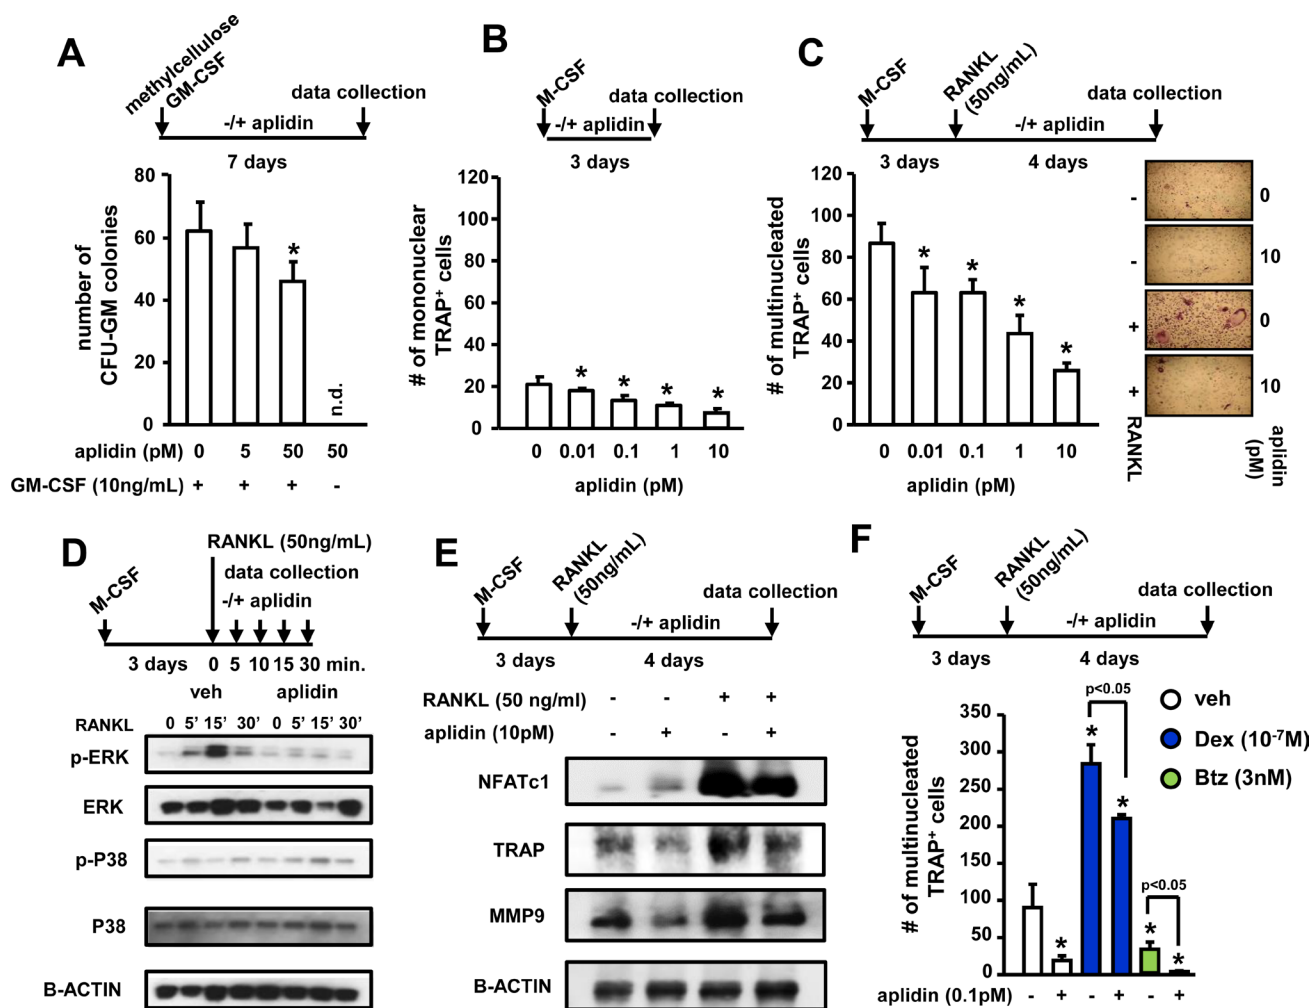 A
methylcellulose
GM-CSF
data collection
-/+ aplidin
7 days
number of
CFU-GM colonies
80
60
40
20
0
*
n.d.
aplidin (pM) 0 5 50 50
GM-CSF (10ng/mL) + + + -
B
M-CSF
data collection
-/+ aplidin
3 days
# of mononuclear
TRAP+ cells
120
100
80
60
40
20
0
* * * *
0 0.01 0.1 1 10
aplidin (pM)
C
M-CSF
RANKL
(50ng/mL)
data collection
-/+ aplidin
3 days 4 days
# of multinucleated
TRAP+ cells
120
100
80
60
40
20
0
* * * *
0 0.01 0.1 1 10
aplidin (pM)
- 0
- 10
+ 0
+ 10
RANKL
aplidin
(pM)
D
RANKL (50ng/mL)
data collection
-/+ aplidin
M-CSF
3 days 0 5 10 15 30 min.
veh aplidin
RANKL 0 5' 15' 30' 0 5' 15' 30'
p-ERK
ERK
p-P38
P38
B-ACTIN
E
M-CSF
RANKL
(50ng/mL)
data collection
-/+ aplidin
3 days 4 days
RANKL (50 ng/ml) - - + +
aplidin (10pM) - + - +
NFATc1
TRAP
MMP9
B-ACTIN
F
M-CSF
RANKL
(50ng/mL)
data collection
-/+ aplidin
3 days 4 days
# of multinucleated
TRAP+ cells
350
300
250
200
150
100
50
0
p<0.05
p<0.05
* * * * *
veh
Dex (10-7M)
Btz (3nM)
aplidin (0.1pM) - + - + - +